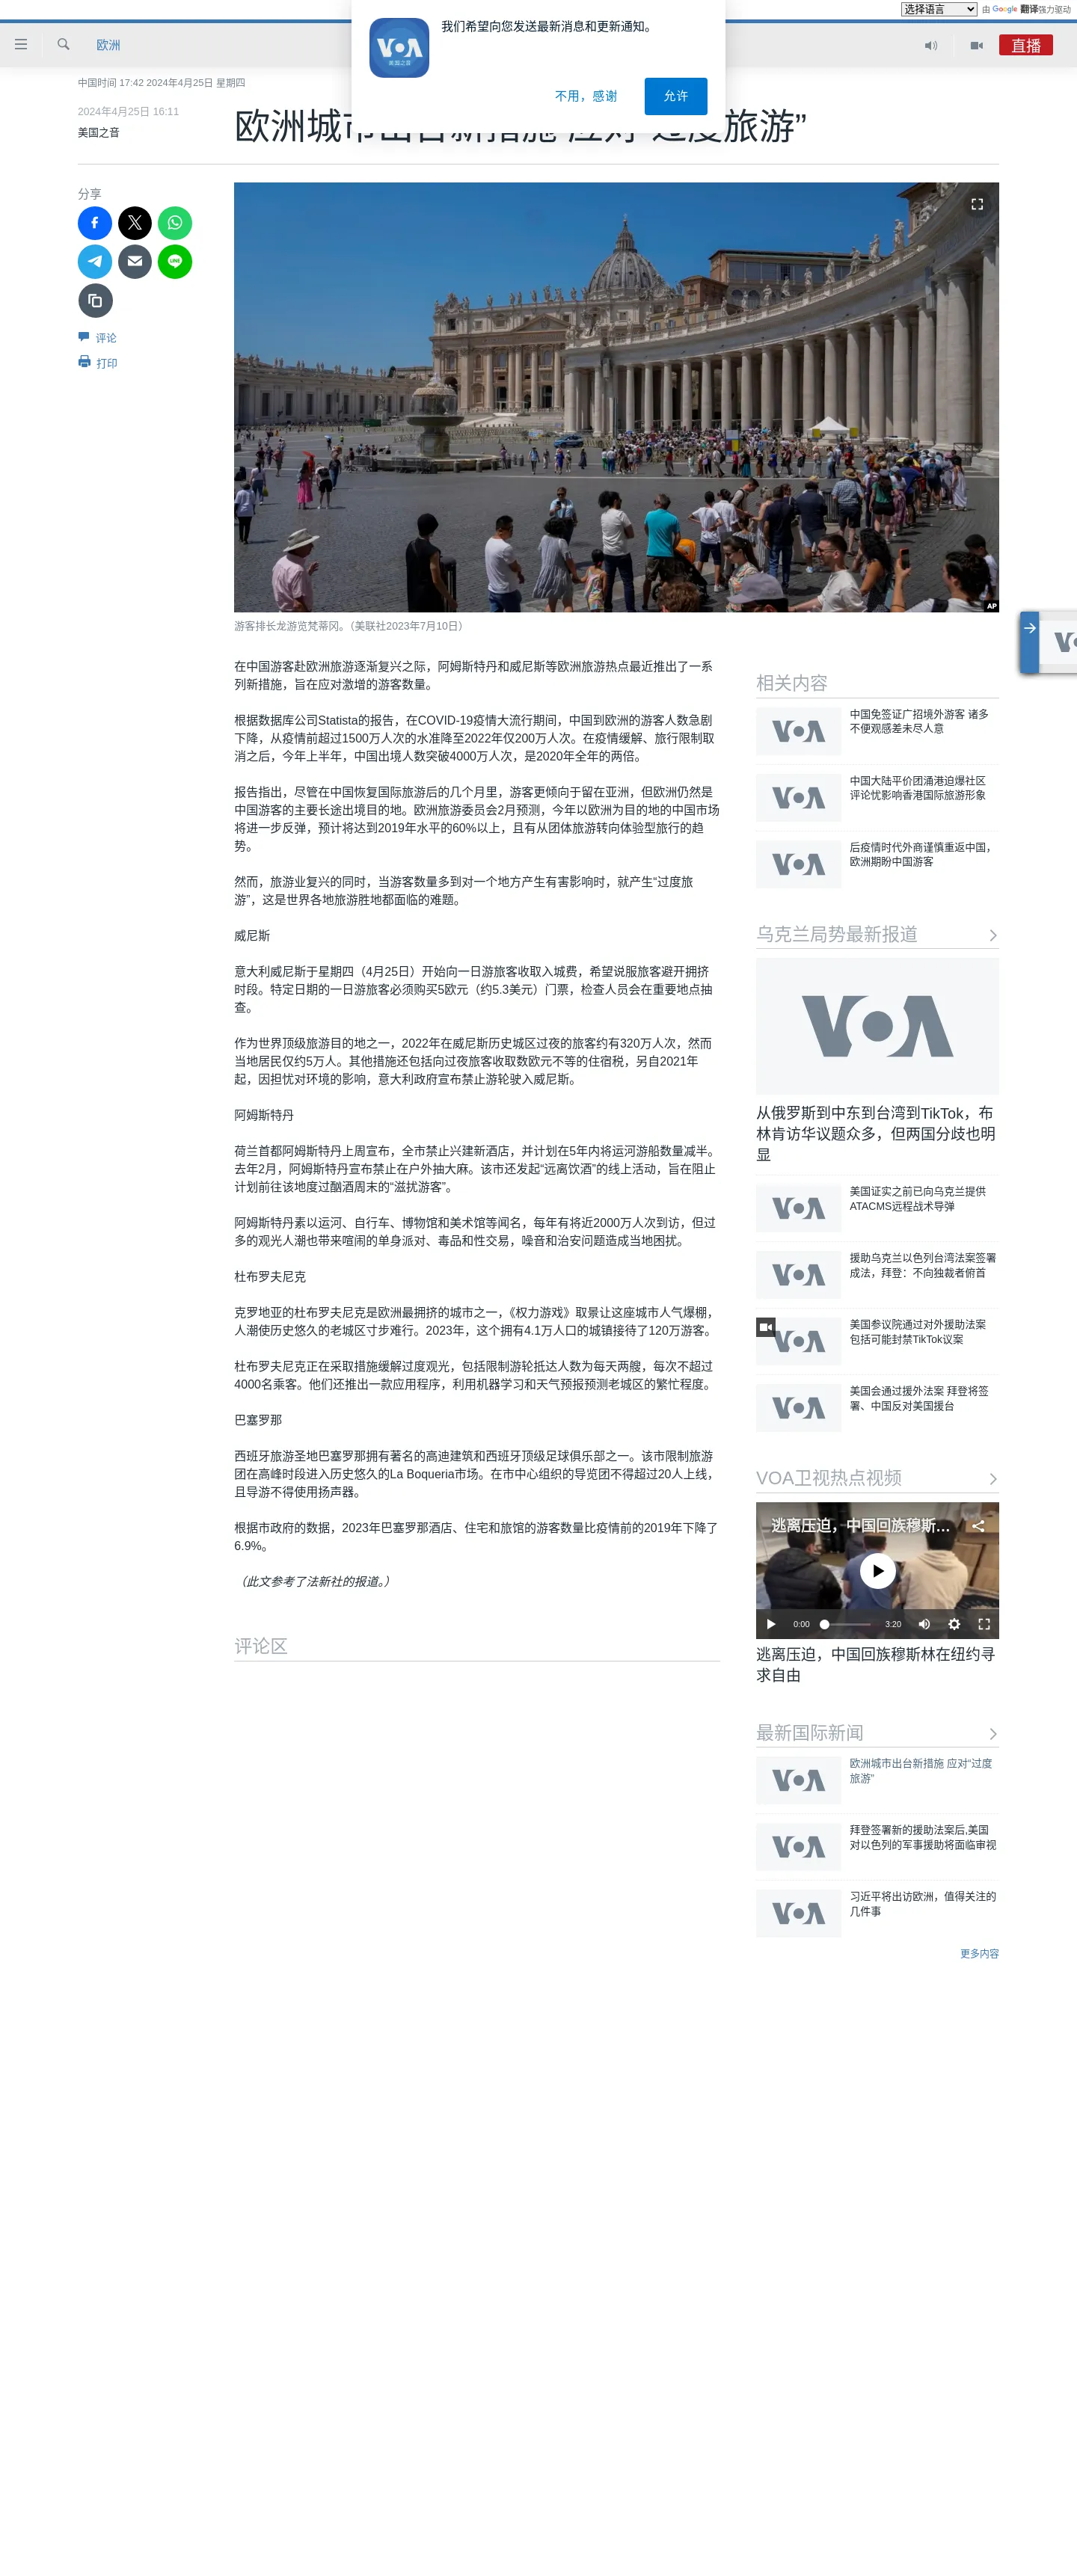 选择语言 由 Google 翻译强力驱动
欧洲
直播
VOA
美国之音
我们希望向您发送最新消息和更新通知。
不用，感谢
允许
中国时间 17:42 2024年4月25日 星期四
2024年4月25日 16:11
美国之音
欧洲城市出台新措施 应对“过度旅游”
分享
评论
打印
AP
游客排长龙游览梵蒂冈。（美联社2023年7月10日）
在中国游客赴欧洲旅游逐渐复兴之际，阿姆斯特丹和威尼斯等欧洲旅游热点最近推出了一系
列新措施，旨在应对激增的游客数量。
根据数据库公司Statista的报告，在COVID-19疫情大流行期间，中国到欧洲的游客人数急剧
下降，从疫情前超过1500万人次的水准降至2022年仅200万人次。在疫情缓解、旅行限制取
消之后，今年上半年，中国出境人数突破4000万人次，是2020年全年的两倍。
报告指出，尽管在中国恢复国际旅游后的几个月里，游客更倾向于留在亚洲，但欧洲仍然是
中国游客的主要长途出境目的地。欧洲旅游委员会2月预测，今年以欧洲为目的地的中国市场
将进一步反弹，预计将达到2019年水平的60%以上，且有从团体旅游转向体验型旅行的趋
势。
然而，旅游业复兴的同时，当游客数量多到对一个地方产生有害影响时，就产生“过度旅
游”，这是世界各地旅游胜地都面临的难题。
威尼斯
意大利威尼斯于星期四（4月25日）开始向一日游旅客收取入城费，希望说服旅客避开拥挤
时段。特定日期的一日游旅客必须购买5欧元（约5.3美元）门票，检查人员会在重要地点抽
查。
作为世界顶级旅游目的地之一，2022年在威尼斯历史城区过夜的旅客约有320万人次，然而
当地居民仅约5万人。其他措施还包括向过夜旅客收取数欧元不等的住宿税，另自2021年
起，因担忧对环境的影响，意大利政府宣布禁止游轮驶入威尼斯。
阿姆斯特丹
荷兰首都阿姆斯特丹上周宣布，全市禁止兴建新酒店，并计划在5年内将运河游船数量减半。
去年2月，阿姆斯特丹宣布禁止在户外抽大麻。该市还发起“远离饮酒”的线上活动，旨在阻止
计划前往该地度过酗酒周末的“滋扰游客”。
阿姆斯特丹素以运河、自行车、博物馆和美术馆等闻名，每年有将近2000万人次到访，但过
多的观光人潮也带来喧闹的单身派对、毒品和性交易，噪音和治安问题造成当地困扰。
杜布罗夫尼克
克罗地亚的杜布罗夫尼克是欧洲最拥挤的城市之一，《权力游戏》取景让这座城市人气爆棚，
人潮使历史悠久的老城区寸步难行。2023年，这个拥有4.1万人口的城镇接待了120万游客。
杜布罗夫尼克正在采取措施缓解过度观光，包括限制游轮抵达人数为每天两艘，每次不超过
4000名乘客。他们还推出一款应用程序，利用机器学习和天气预报预测老城区的繁忙程度。
巴塞罗那
西班牙旅游圣地巴塞罗那拥有著名的高迪建筑和西班牙顶级足球俱乐部之一。该市限制旅游
团在高峰时段进入历史悠久的La Boqueria市场。在市中心组织的导览团不得超过20人上线，
且导游不得使用扬声器。
根据市政府的数据，2023年巴塞罗那酒店、住宅和旅馆的游客数量比疫情前的2019年下降了
6.9%。
（此文参考了法新社的报道。）
评论区
相关内容
VOA
中国免签证广招境外游客 诸多
不便观感差未尽人意
VOA
中国大陆平价团涌港迫爆社区
评论忧影响香港国际旅游形象
VOA
后疫情时代外商谨慎重返中国，
欧洲期盼中国游客
乌克兰局势最新报道
VOA
从俄罗斯到中东到台湾到TikTok，布
林肯访华议题众多，但两国分歧也明
显
VOA
美国证实之前已向乌克兰提供
ATACMS远程战术导弹
VOA
援助乌克兰以色列台湾法案签署
成法，拜登：不向独裁者俯首
VOA
美国参议院通过对外援助法案
包括可能封禁TikTok议案
VOA
美国会通过援外法案 拜登将签
署、中国反对美国援台
VOA卫视热点视频
逃离压迫，中国回族穆斯...
0:00
3:20
逃离压迫，中国回族穆斯林在纽约寻
求自由
最新国际新闻
VOA
欧洲城市出台新措施 应对“过度
旅游”
VOA
拜登签署新的援助法案后,美国
对以色列的军事援助将面临审视
VOA
习近平将出访欧洲，值得关注的
几件事
更多内容